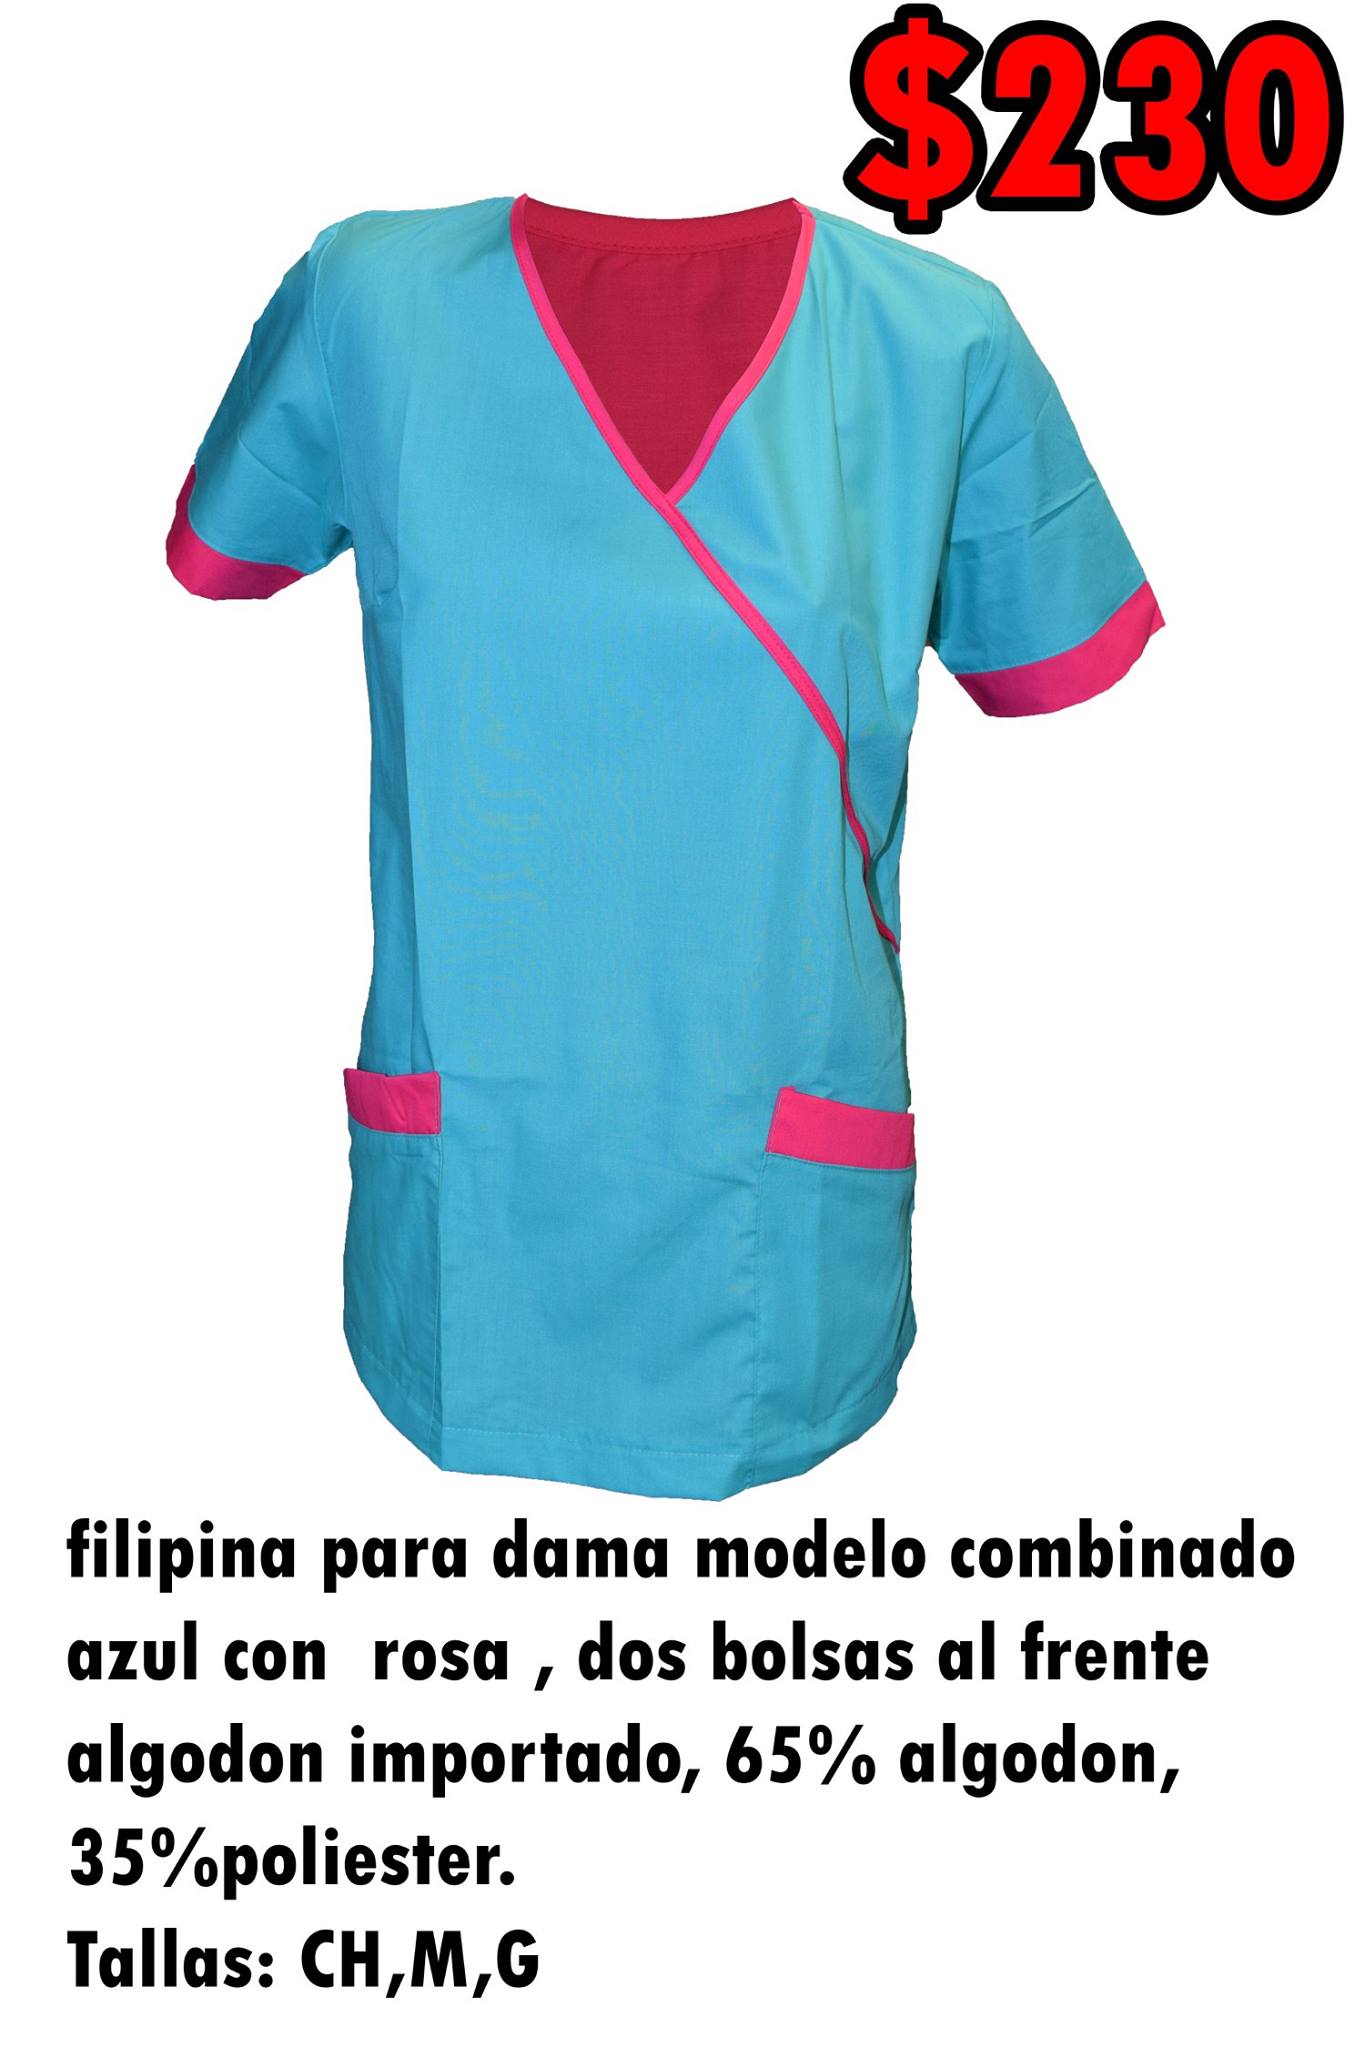 $230
filipina para dama modelo combinado
azul con rosa , dos bolsas al frente
algodon importado, 65% algodon,
35%poliester.
Tallas: CH,M,G